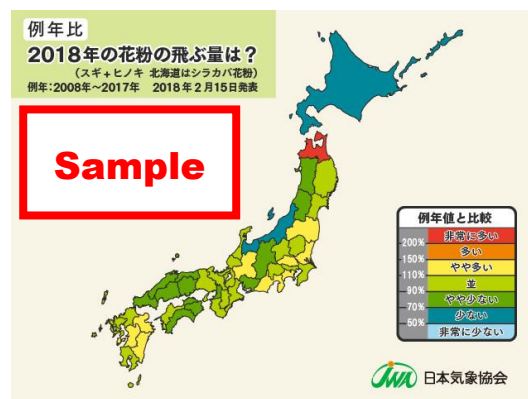 例年比
2018年の花粉の飛ぶ量は？
（スギ+ヒノキ 北海道はシラカバ花粉）
例年：2008年〜2017年 2018年2月15日発表
Sample
例年値と比較
非常に多い
200%
多い
150%
やや多い
110%
並
90%
やや少ない
70%
少ない
50%
非常に少ない
JWA 日本気象協会